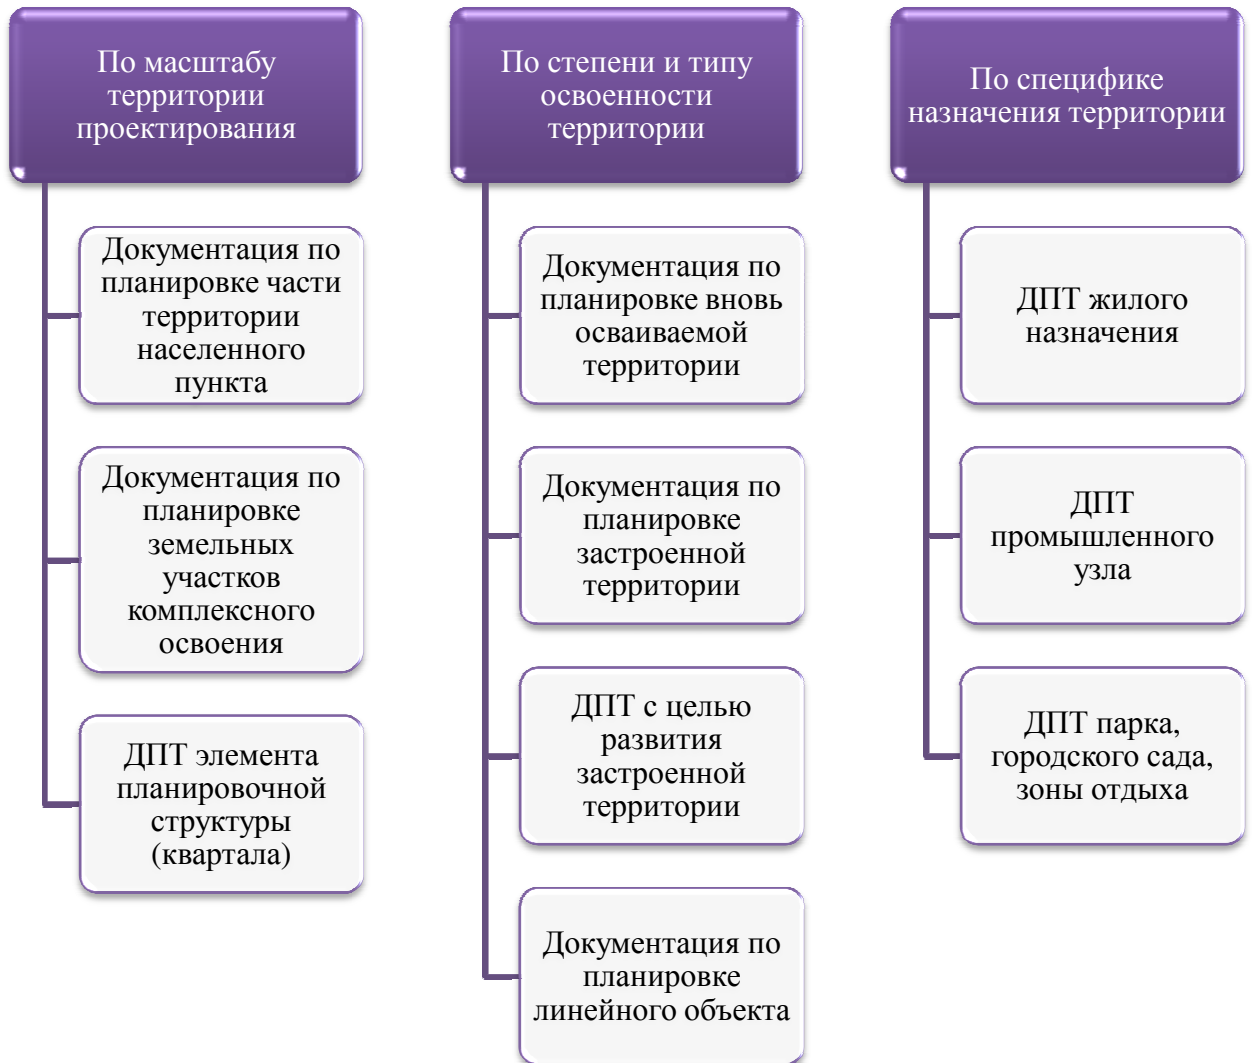 По масштабу
территории
проектирования
Документация по
планировке части
территории
населенного
пункта
Документация по
планировке
земельных
участков
комплексного
освоения
ДПТ элемента
планировочной
структуры
(квартала)
По степени и типу
освоенности
территории
Документация по
планировке вновь
осваиваемой
территории
Документация по
планировке
застроенной
территории
ДПТ с целью
развития
застроенной
территории
Документация по
планировке
линейного объекта
По специфике
назначения территории
ДПТ жилого
назначения
ДПТ
промышленного
узла
ДПТ парка,
городского сада,
зоны отдыха